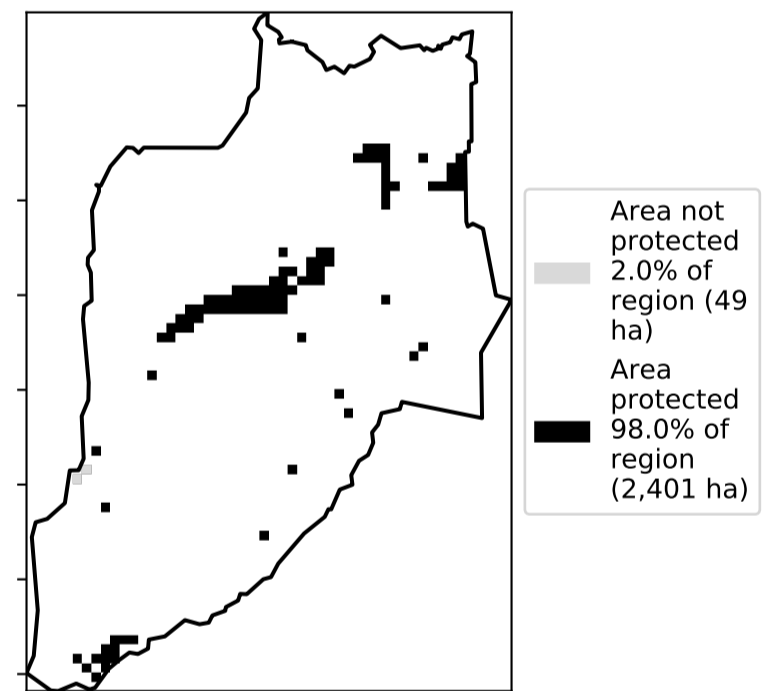 Area not
protected
2.0% of
region (49
ha)
Area
protected
98.0% of
region
(2,401 ha)